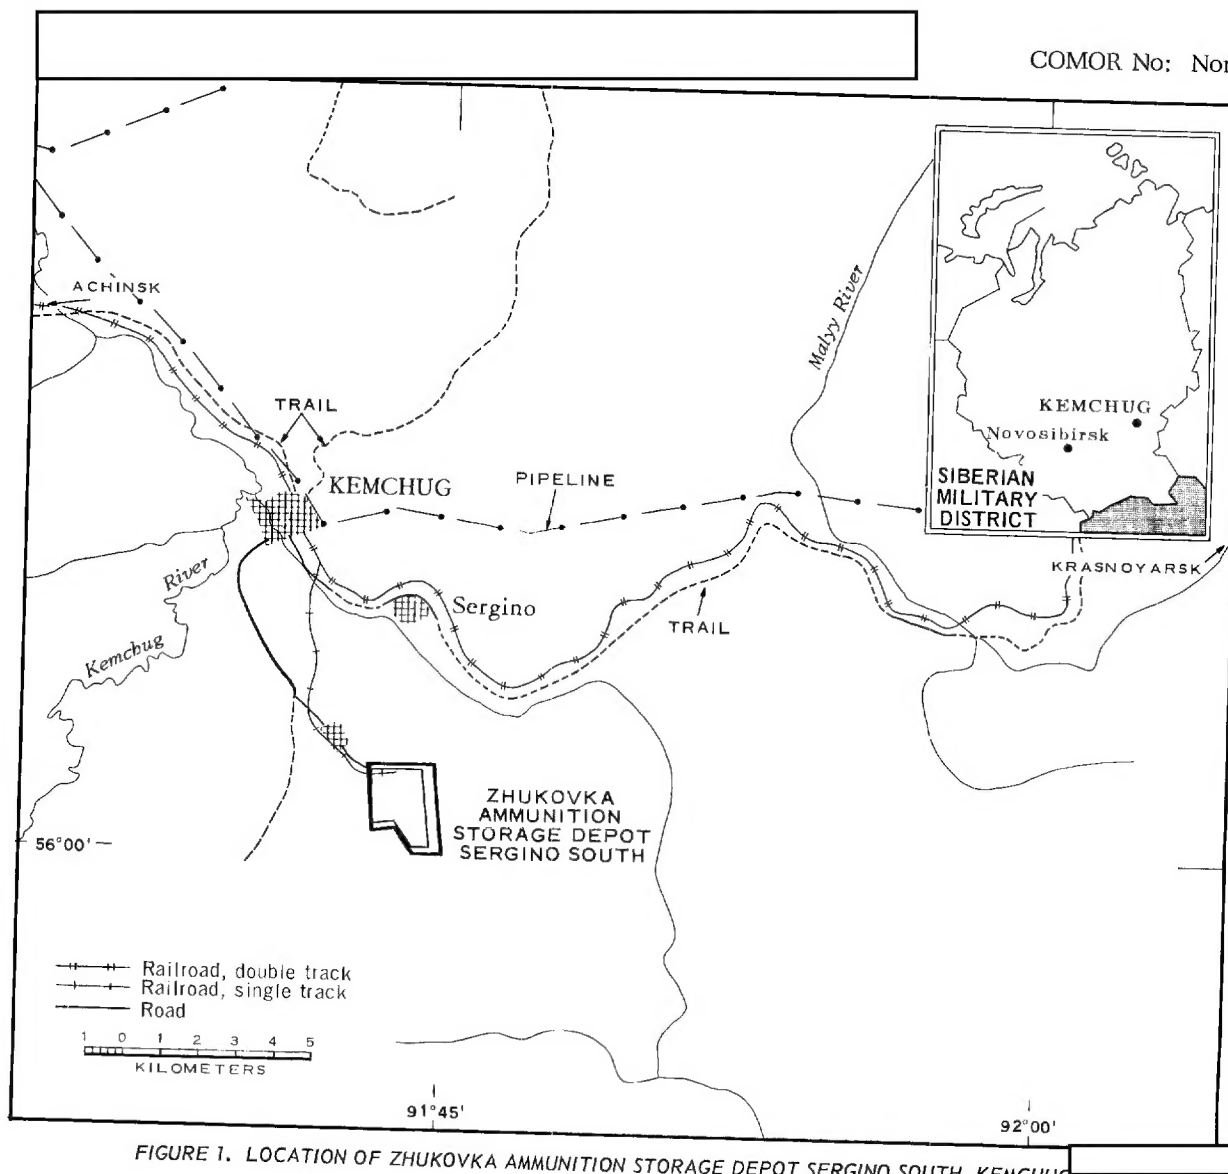 COMOR No:
ACHINSK
Malyy River
KEMCHUG
Novosibirsk
SIBERIAN
MILITARY
DISTRICT
TRAIL
KEMCHUG
PIPELINE
KRASNOYARSK
River
Kemchug
Sergino
TRAIL
ZHUKOVKA
AMMUNITION
STORAGE DEPOT
SERGINO SOUTH
56°00'
Railroad, double track
Railroad, single track
Road
1 0 1 2 3 4 5
KILOMETERS
91°45'
92°00'
FIGURE 1. LOCATION OF ZHUKOVKA AMMUNITION STORAGE DEPOT SERGINO SOUTH,